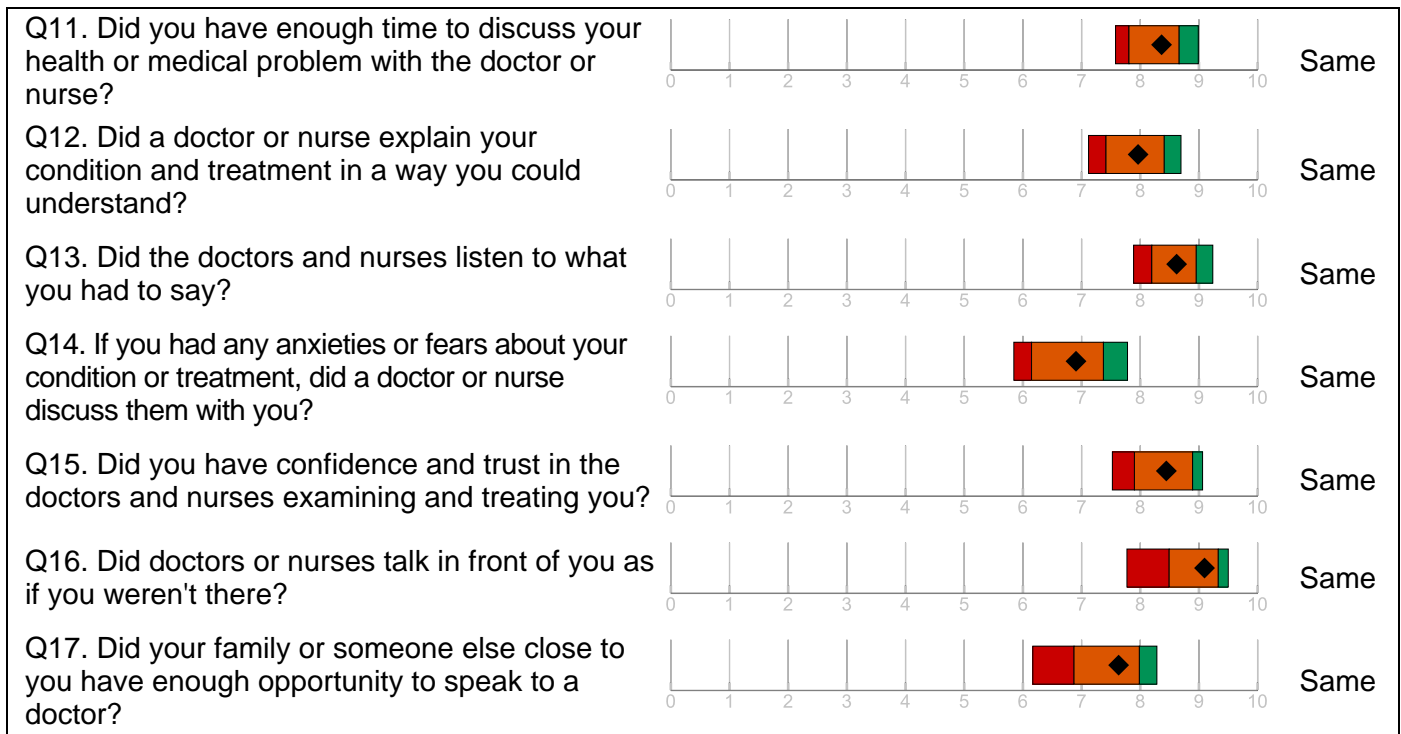 Q11. Did you have enough time to discuss your
health or medical problem with the doctor or
nurse?
0 1 2 3 4 5 6 7 8 9 10
Same
Q12. Did a doctor or nurse explain your
condition and treatment in a way you could
understand?
0 1 2 3 4 5 6 7 8 9 10
Same
Q13. Did the doctors and nurses listen to what
you had to say?
0 1 2 3 4 5 6 7 8 9 10
Same
Q14. If you had any anxieties or fears about your
condition or treatment, did a doctor or nurse
discuss them with you?
0 1 2 3 4 5 6 7 8 9 10
Same
Q15. Did you have confidence and trust in the
doctors and nurses examining and treating you?
0 1 2 3 4 5 6 7 8 9 10
Same
Q16. Did doctors or nurses talk in front of you as
if you weren't there?
0 1 2 3 4 5 6 7 8 9 10
Same
Q17. Did your family or someone else close to
you have enough opportunity to speak to a
doctor?
0 1 2 3 4 5 6 7 8 9 10
Same